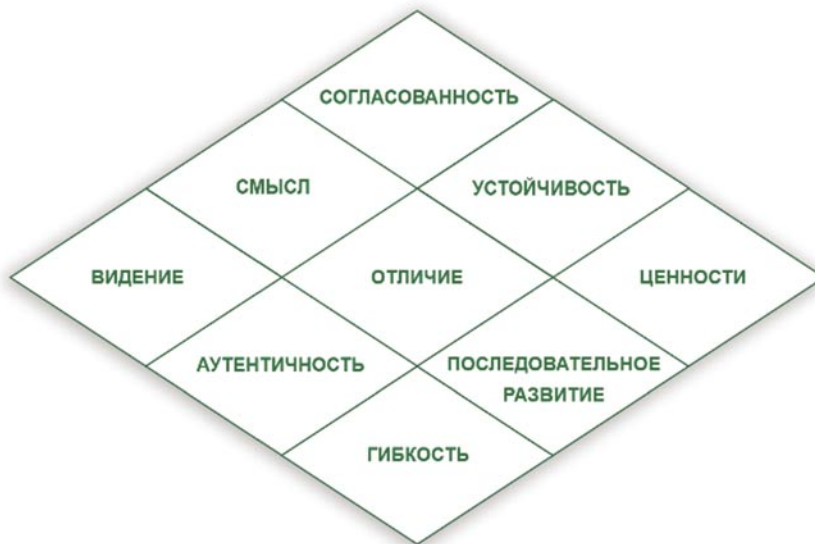 СОГЛАСОВАННОСТЬ
СМЫСЛ
УСТОЙЧИВОСТЬ
ВИДЕНИЕ
ОТЛИЧИЕ
ЦЕННОСТИ
АУТЕНТИЧНОСТЬ
ПОСЛЕДОВАТЕЛЬНОЕ
РАЗВИТИЕ
ГИБКОСТЬ